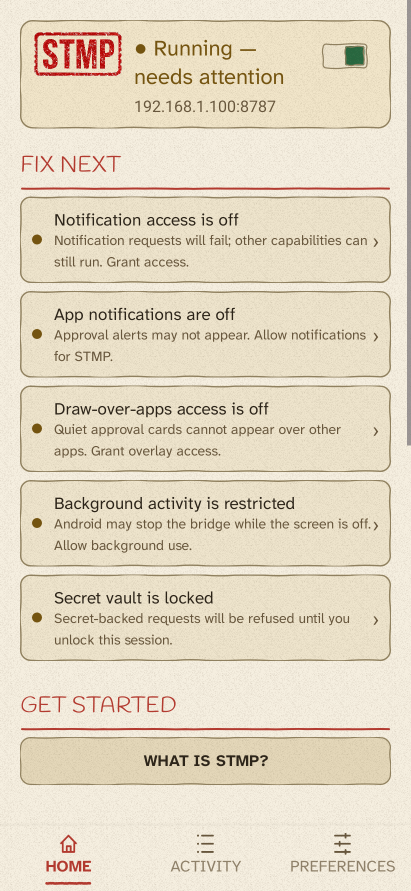 STMP
● Running —
needs attention
192.168.1.100:8787
FIX NEXT
Notification access is off
Notification requests will fail; other capabilities can
still run. Grant access.
App notifications are off
Approval alerts may not appear. Allow notifications
for STMP.
Draw-over-apps access is off
Quiet approval cards cannot appear over other
apps. Grant overlay access.
Background activity is restricted
Android may stop the bridge while the screen is off.
Allow background use.
Secret vault is locked
Secret-backed requests will be refused until you
unlock this session.
GET STARTED
WHAT IS STMP?
HOME
ACTIVITY
PREFERENCES